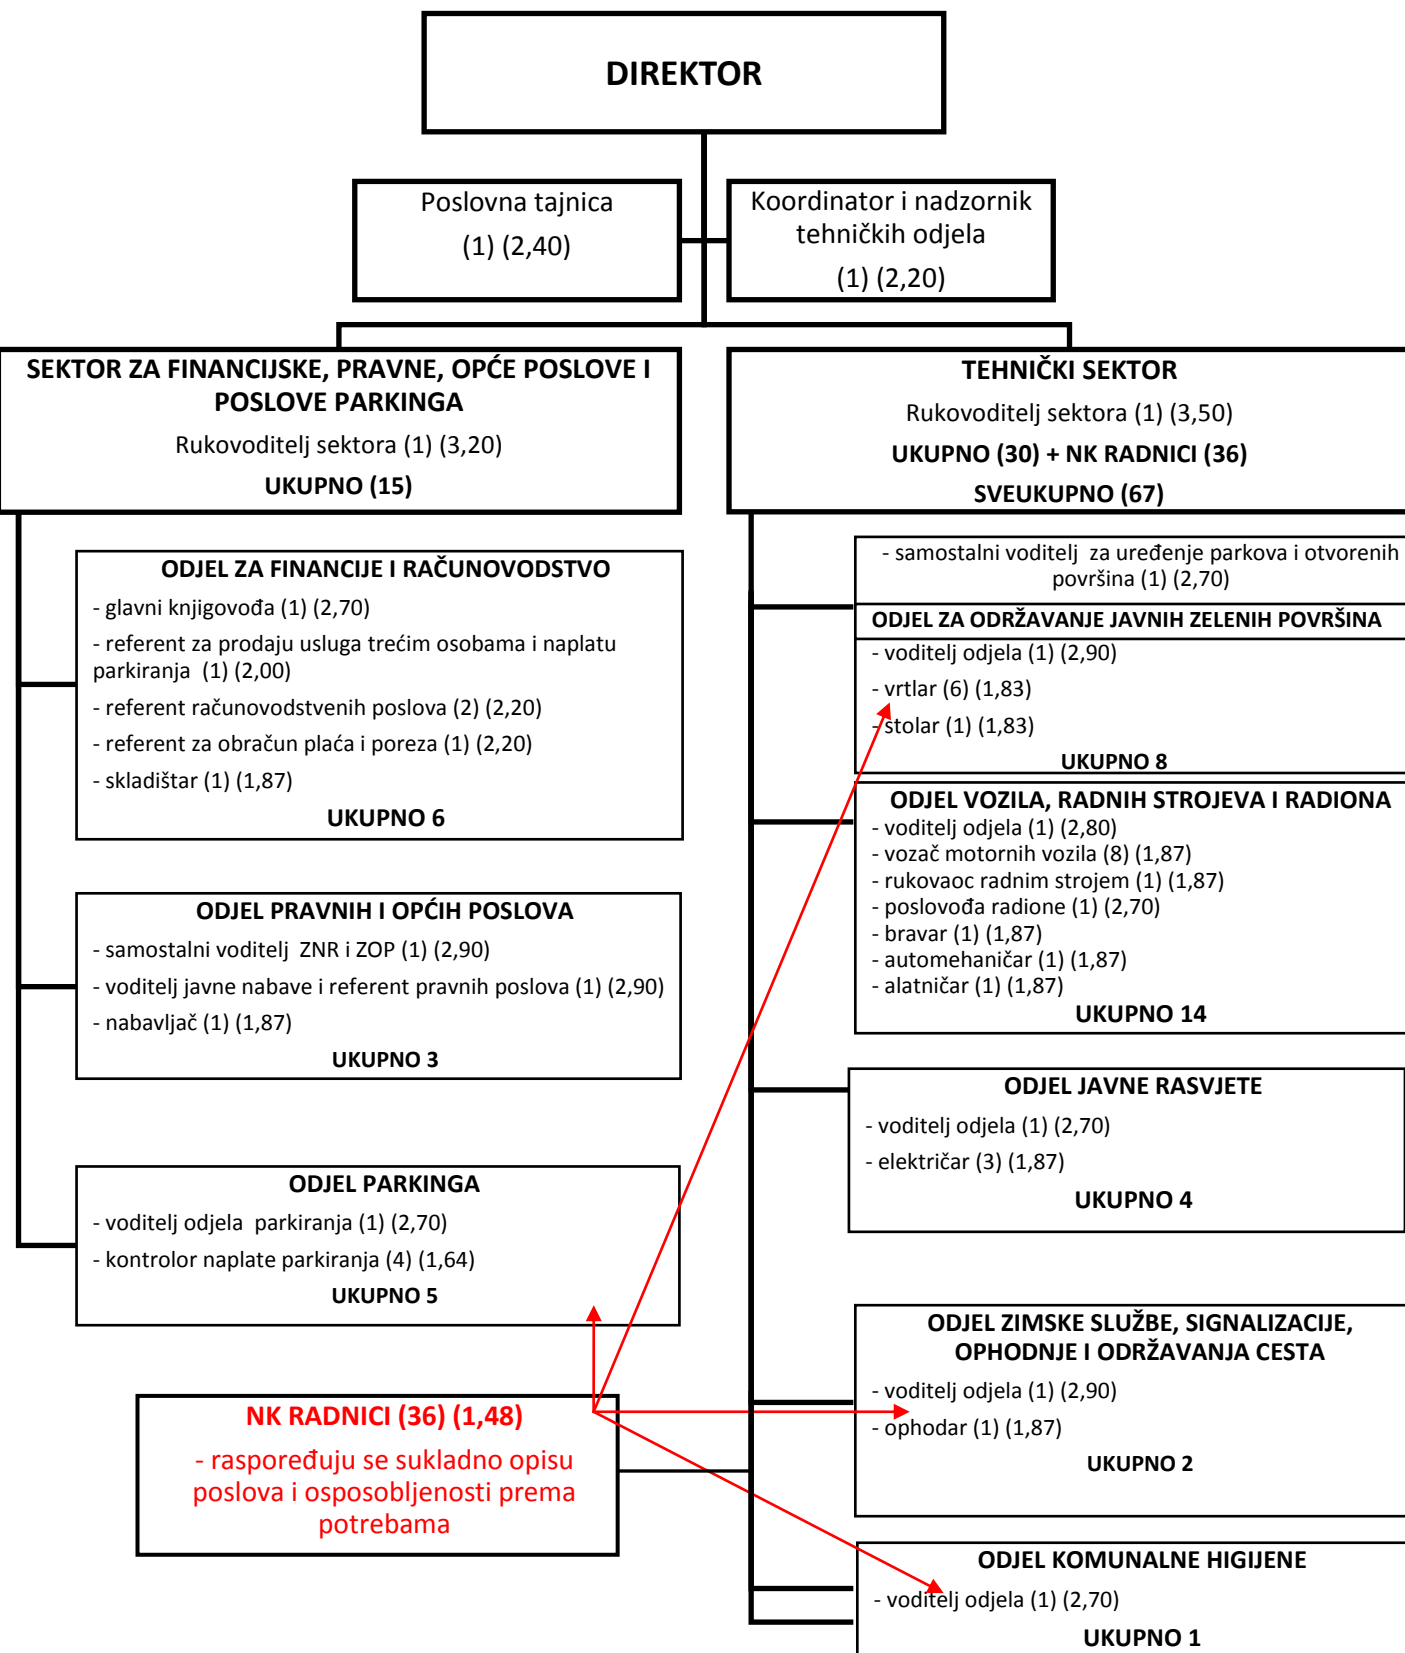 DIREKTOR
Poslovna tajnica
(1) (2,40)
Koordinator i nadzornik
tehničkih odjela
(1) (2,20)
SEKTOR ZA FINANCIJSKE, PRAVNE, OPĆE POSLOVE I
POSLOVE PARKINGA
Rukovoditelj sektora (1) (3,20)
UKUPNO (15)
TEHNIČKI SEKTOR
Rukovoditelj sektora (1) (3,50)
UKUPNO (30) + NK RADNICI (36)
SVEUKUPNO (67)
ODJEL ZA FINANCIJE I RAČUNOVODSTVO
- glavni knjigovođa (1) (2,70)
- referent za prodaju usluga trećim osobama i naplatu
parkiranja (1) (2,00)
- referent računovodstvenih poslova (2) (2,20)
- referent za obračun plaća i poreza (1) (2,20)
- skladištar (1) (1,87)
UKUPNO 6
ODJEL PRAVNIH I OPĆIH POSLOVA
- samostalni voditelj ZNR i ZOP (1) (2,90)
- voditelj javne nabave i referent pravnih poslova (1) (2,90)
- nabavljač (1) (1,87)
UKUPNO 3
ODJEL PARKINGA
- voditelj odjela parkiranja (1) (2,70)
- kontrolor naplate parkiranja (4) (1,64)
UKUPNO 5
NK RADNICI (36) (1,48)
- raspoređuju se sukladno opisu
poslova i osposobljenosti prema
potrebama
- samostalni voditelj za uređenje parkova i otvorenih
površina (1) (2,70)
ODJEL ZA ODRŽAVANJE JAVNIH ZELENIH POVRŠINA
- voditelj odjela (1) (2,90)
- vrtlar (6) (1,83)
- stolar (1) (1,83)
UKUPNO 8
ODJEL VOZILA, RADNIH STROJEVA I RADIONA
- voditelj odjela (1) (2,80)
- vozač motornih vozila (8) (1,87)
- rukovaoc radnim strojem (1) (1,87)
- poslovođa radione (1) (2,70)
- bravar (1) (1,87)
- automehaničar (1) (1,87)
- alatničar (1) (1,87)
UKUPNO 14
ODJEL JAVNE RASVJETE
- voditelj odjela (1) (2,70)
- električar (3) (1,87)
UKUPNO 4
ODJEL ZIMSKE SLUŽBE, SIGNALIZACIJE,
OPHODNJE I ODRŽAVANJA CESTA
- voditelj odjela (1) (2,90)
- ophodar (1) (1,87)
UKUPNO 2
ODJEL KOMUNALNE HIGIJENE
- voditelj odjela (1) (2,70)
UKUPNO 1